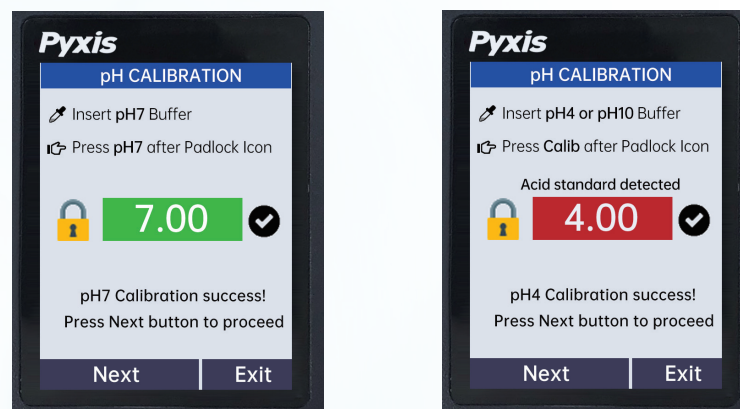 Pyxis
pH CALIBRATION
Insert pH7 Buffer
Press pH7 after Padlock Icon
7.00
pH7 Calibration success!
Press Next button to proceed
Next Exit
Pyxis
pH CALIBRATION
Insert pH4 or pH10 Buffer
Press Calib after Padlock Icon
Acid standard detected
4.00
pH4 Calibration success!
Press Next button to proceed
Next Exit